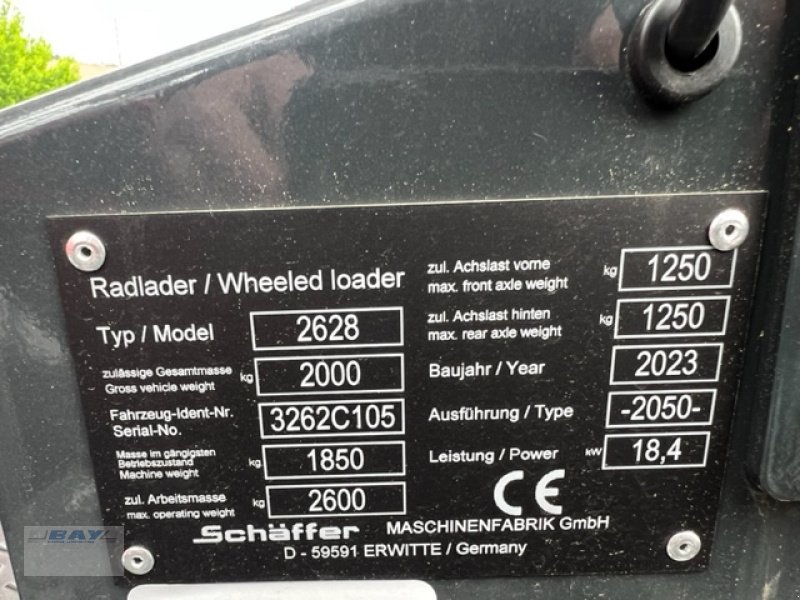 Radlader / Wheeled loader
Typ / Model 2628
zulässige Gesamtmasse
Gross vehicle weight kg 2000
Fahrzeug-Ident-Nr.
Serial-No. 3262C105
Masse im gängigsten
Betriebszustand
Machine weight kg 1850
zul. Arbeitsmasse
max. operating weight kg 2600
zul. Achslast vorne
max. front axle weight kg 1250
zul. Achslast hinten
max. rear axle weight kg 1250
Baujahr / Year 2023
Ausführung / Type -2050-
Leistung / Power kW 18,4
CE
Schäffer MASCHINENFABRIK GmbH
D - 59591 ERWITTE / Germany
BAY